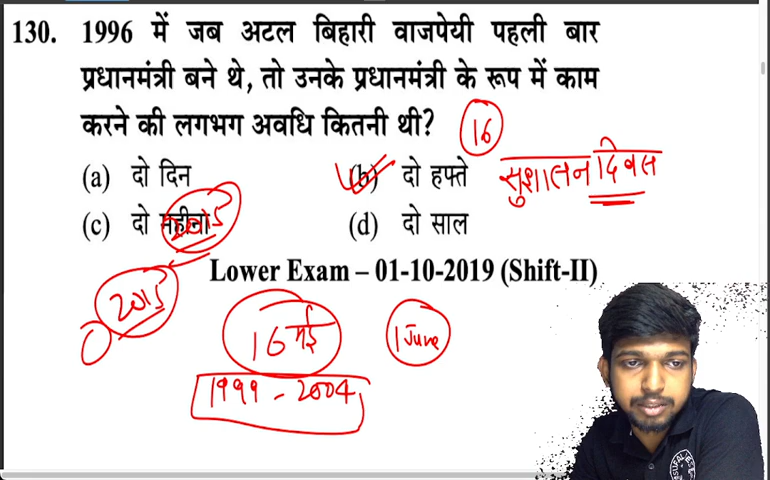 130. 1996 में जब अटल बिहारी वाजपेयी पहली बार
प्रधानमंत्री बने थे, तो उनके प्रधानमंत्री के रूप में काम
करने की लगभग अवधि कितनी थी?
16
(a) दो दिन
(b) दो हफ्ते
सुशासन दिवस
(c) दो महीना
2015
(d) दो साल
Lower Exam – 01-10-2019 (Shift-II)
2015
16 मई
1 June
1999 - 2004